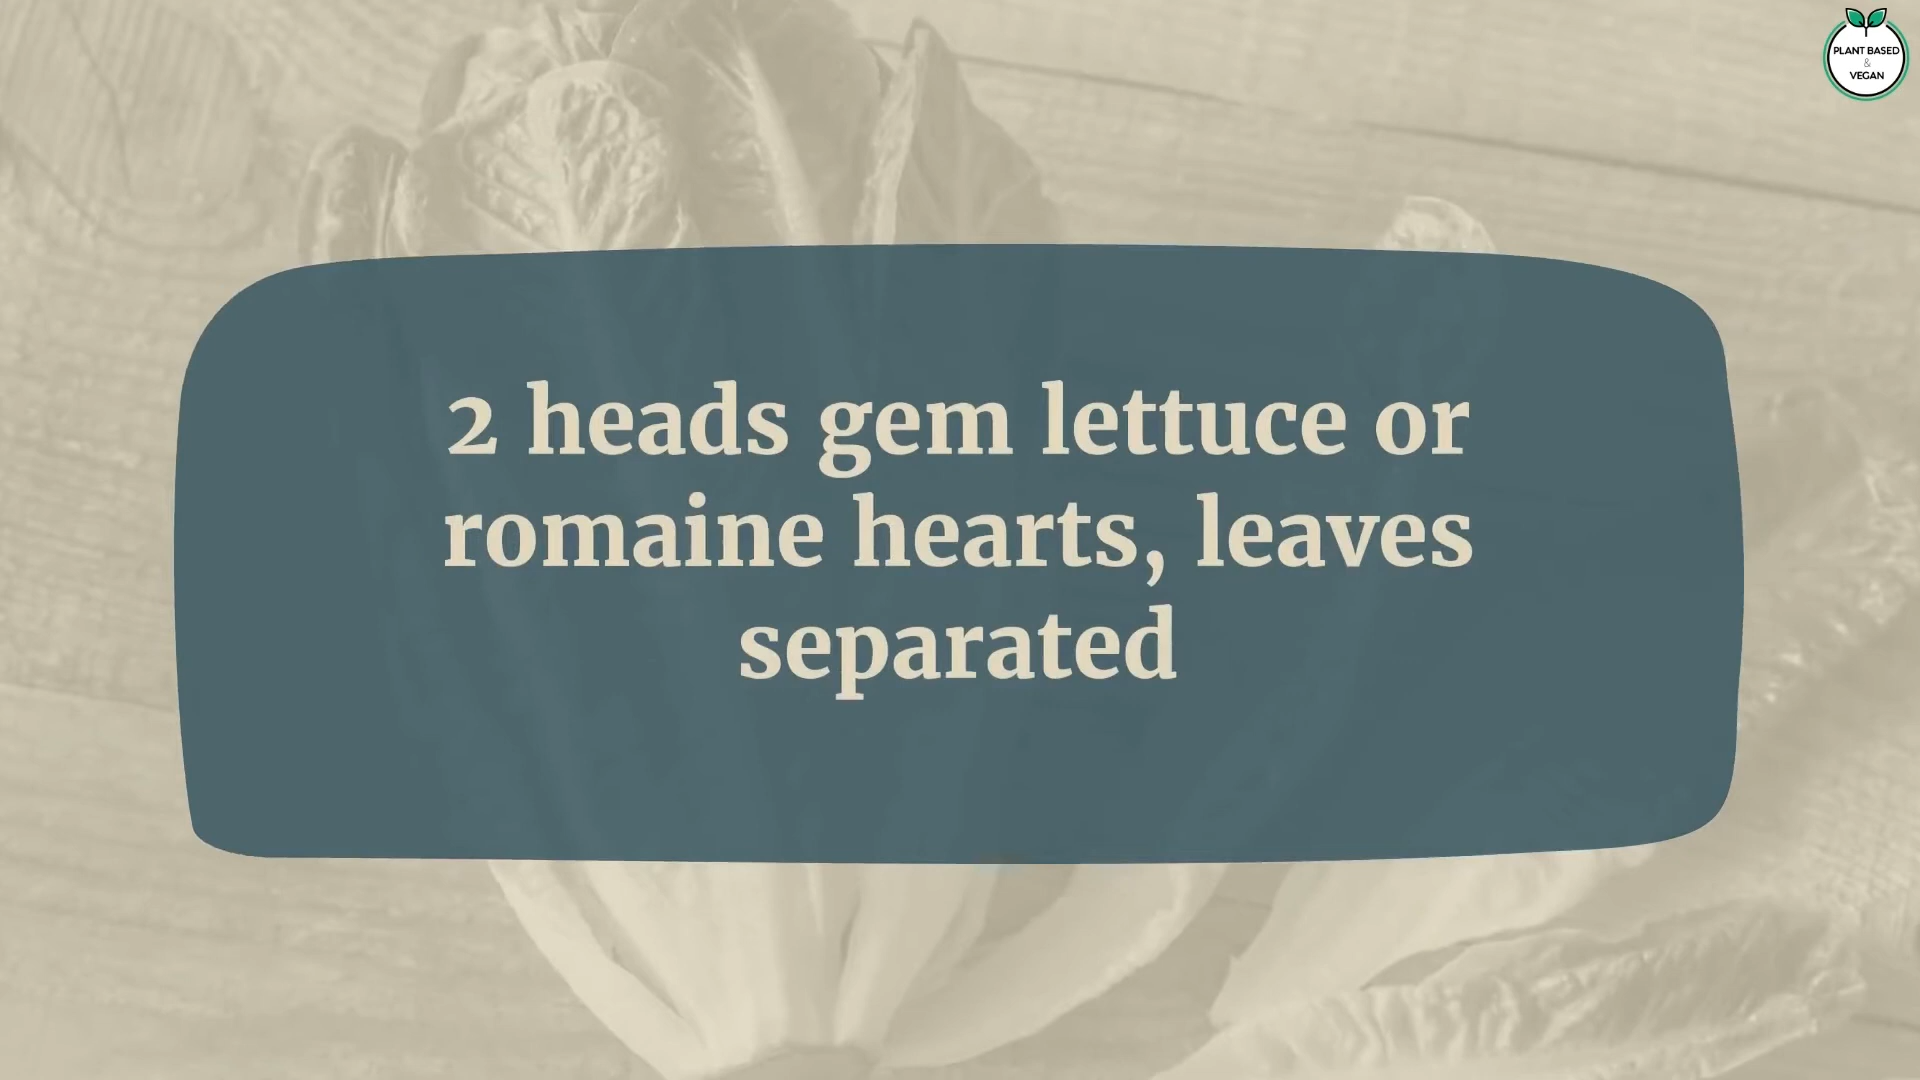 PLANT BASED
&
VEGAN
2 heads gem lettuce or
romaine hearts, leaves
separated